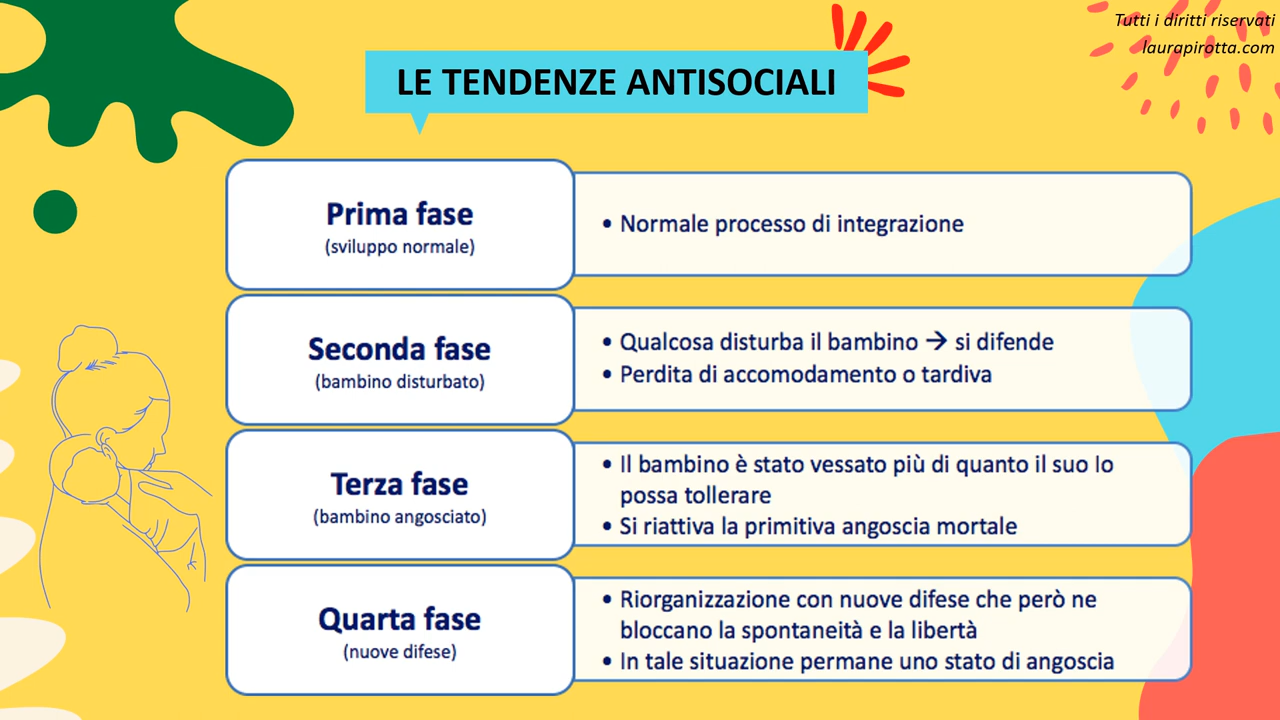 Tutti i diritti riservati
laurapirotta.com
LE TENDENZE ANTISOCIALI
Prima fase
(sviluppo normale)
• Normale processo di integrazione
Seconda fase
(bambino disturbato)
• Qualcosa disturba il bambino → si difende
• Perdita di accomodamento o tardiva
Terza fase
(bambino angosciato)
• Il bambino è stato vessato più di quanto il suo Io
possa tollerare
• Si riattiva la primitiva angoscia mortale
Quarta fase
(nuove difese)
• Riorganizzazione con nuove difese che però ne
bloccano la spontaneità e la libertà
• In tale situazione permane uno stato di angoscia